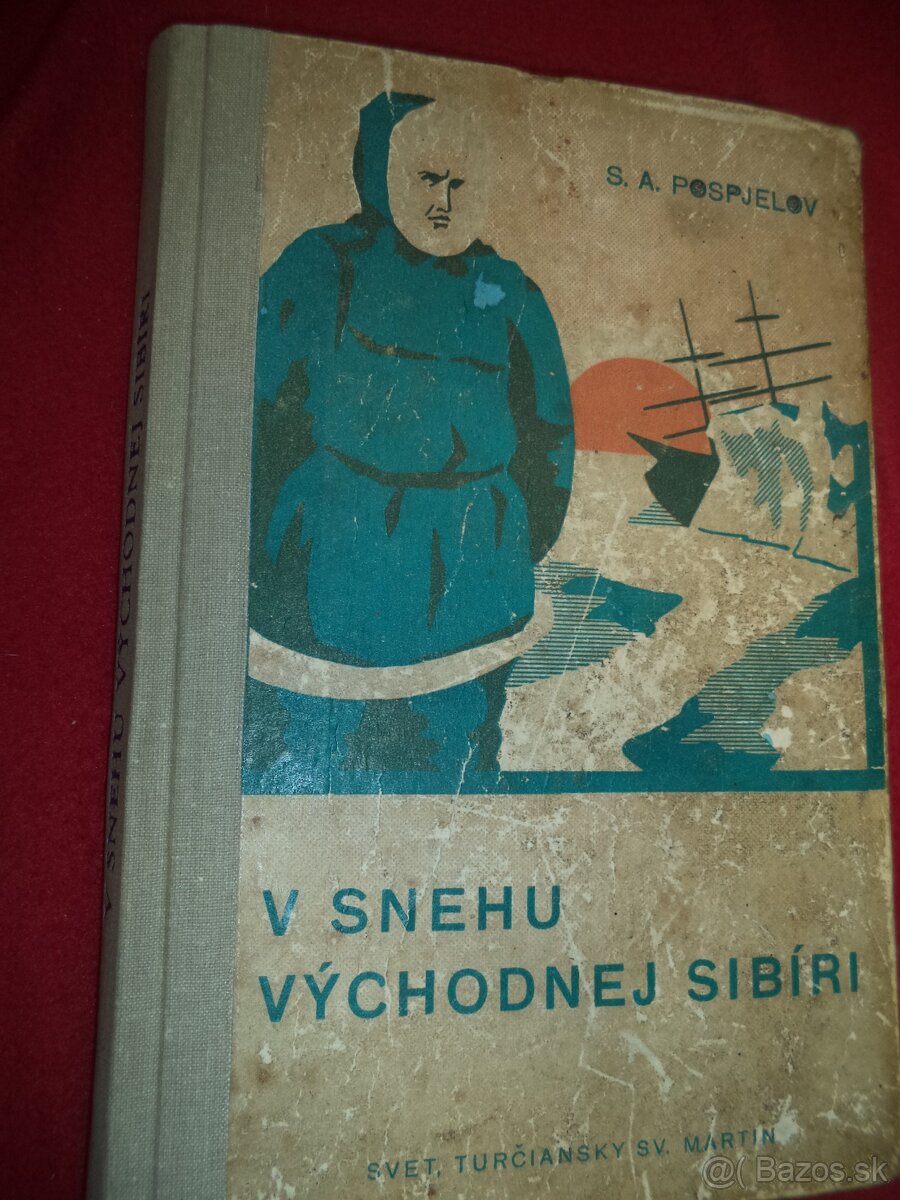 S. A. POSPJELOV
V SNEHU VÝCHODNEJ SIBÍRI
V SNEHU
VÝCHODNEJ SIBÍRI
SVET, TURČIANSKY SV. MARTIN
@( Bazos.sk